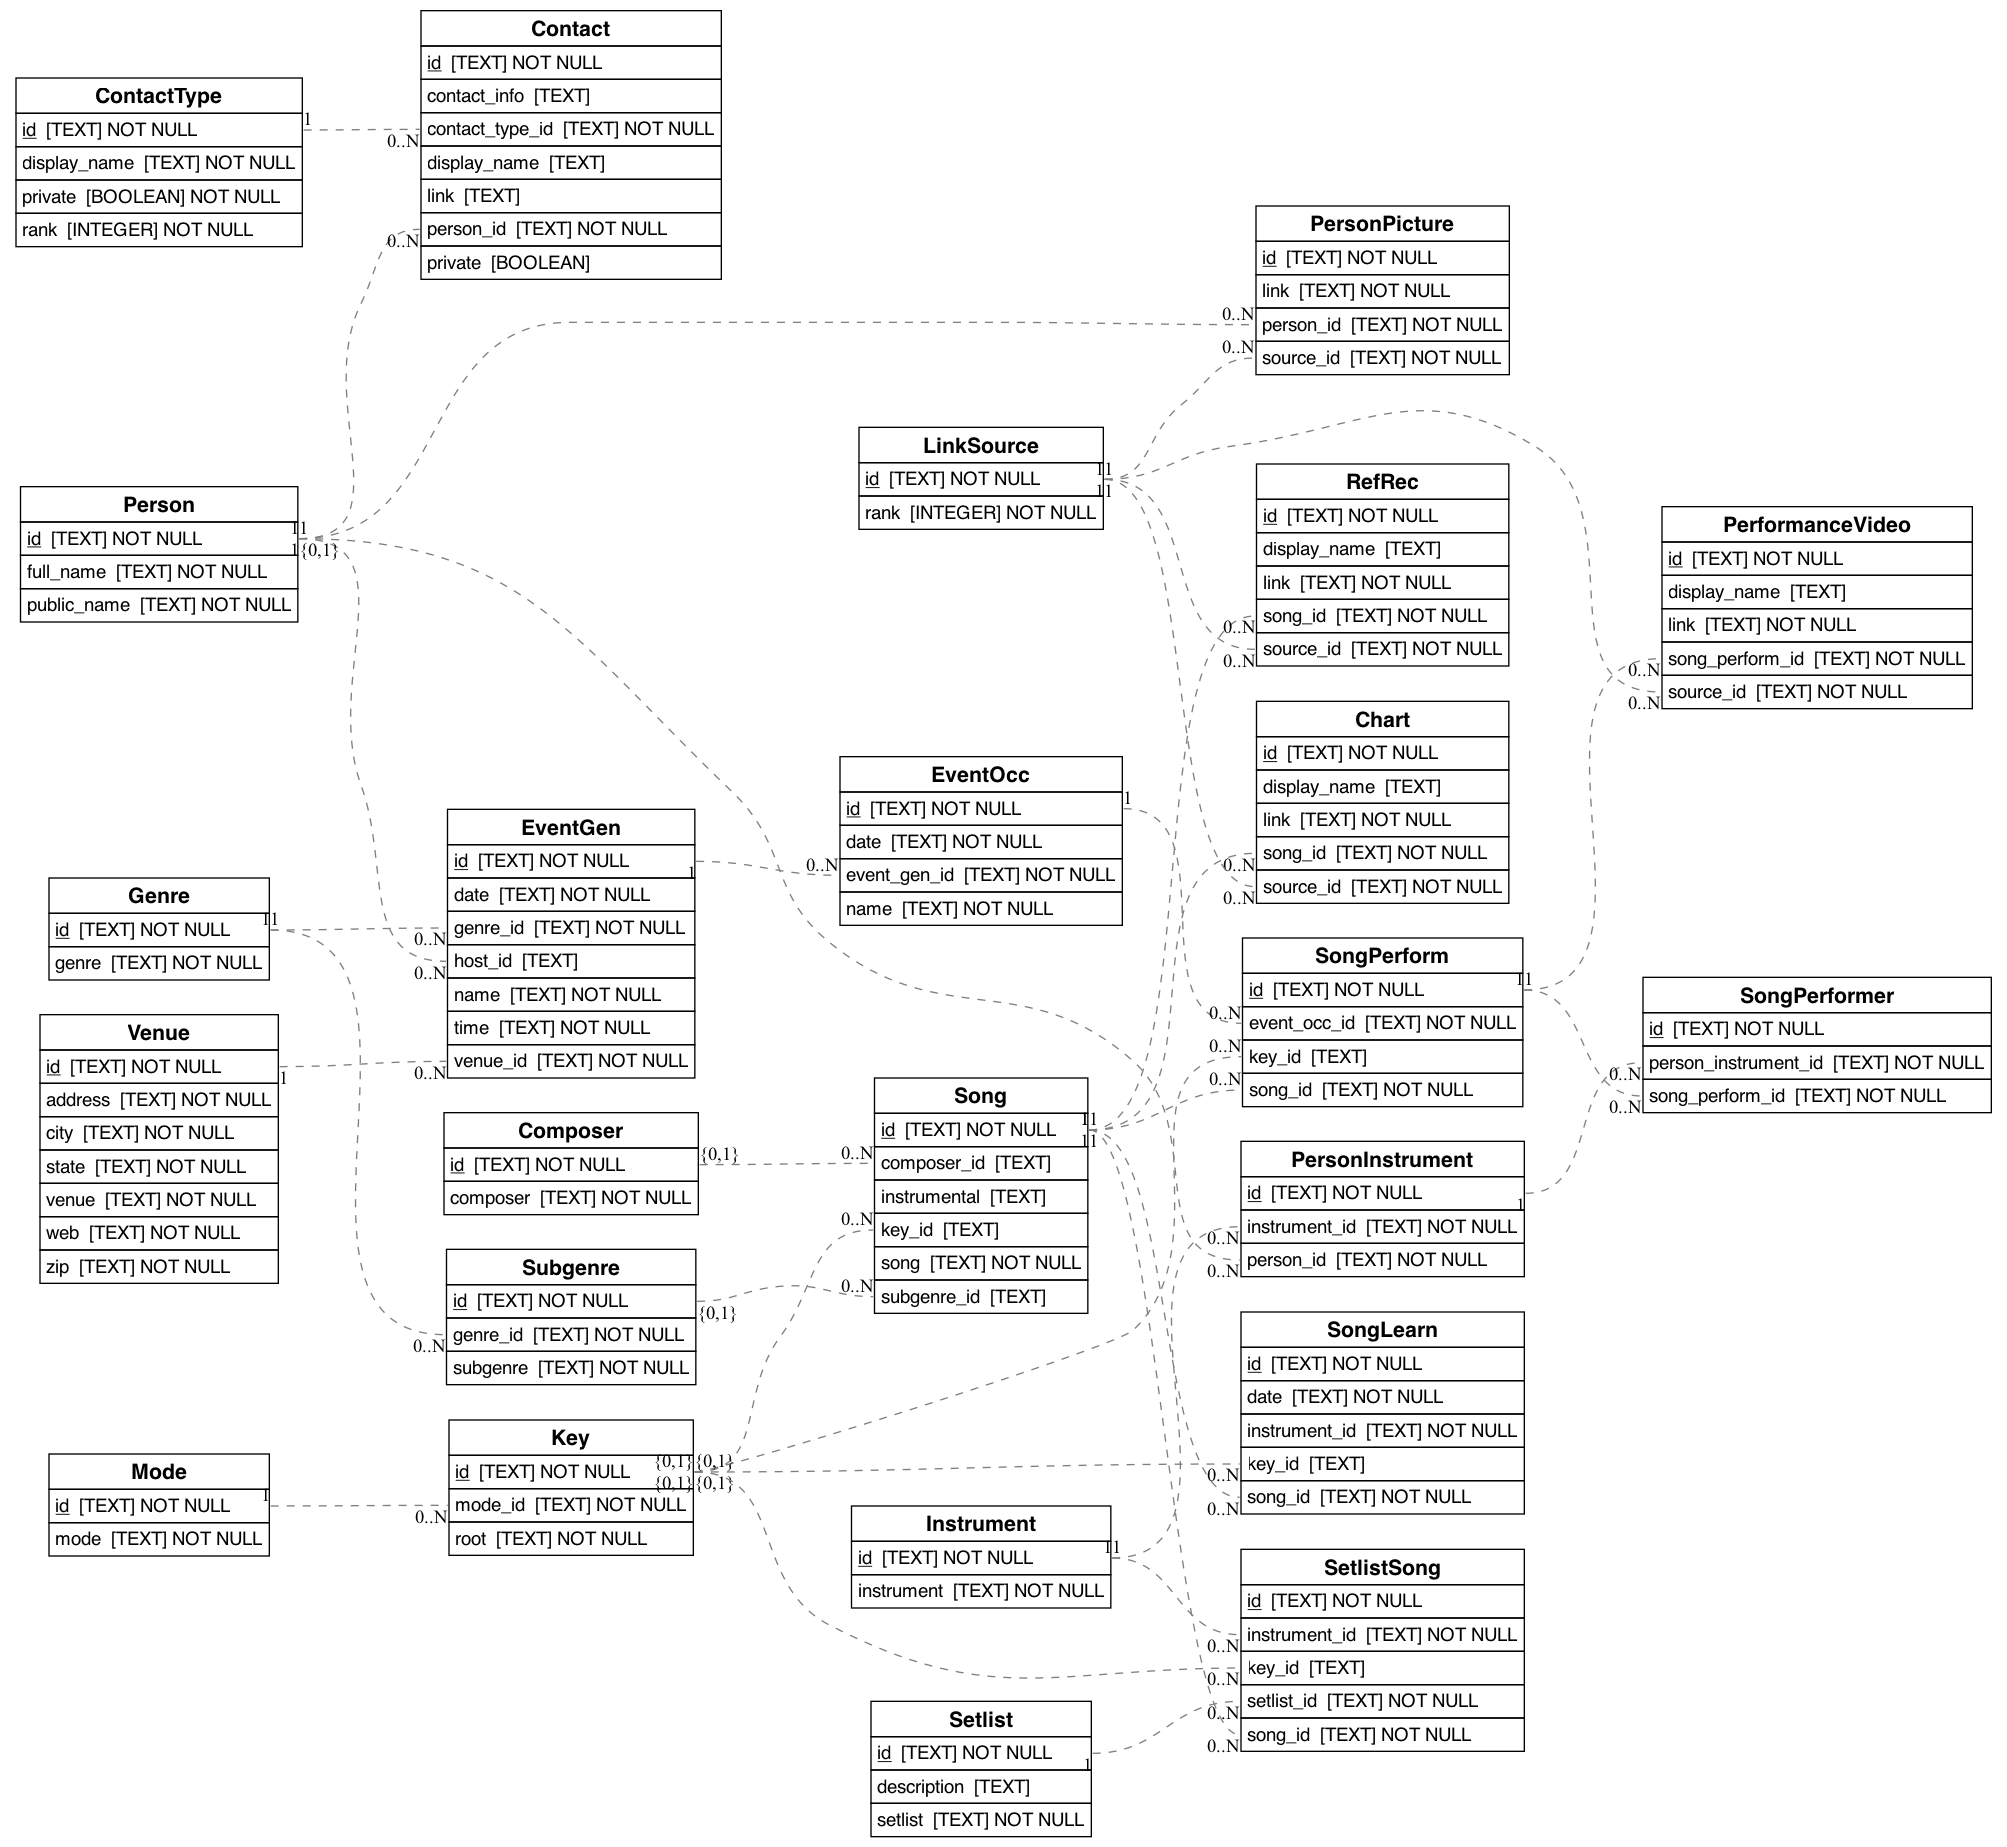 Contact
id [TEXT] NOT NULL
contact_info [TEXT]
contact_type_id [TEXT] NOT NULL
display_name [TEXT]
link [TEXT]
person_id [TEXT] NOT NULL
private [BOOLEAN]
ContactType
id [TEXT] NOT NULL
display_name [TEXT] NOT NULL
private [BOOLEAN] NOT NULL
rank [INTEGER] NOT NULL
1
0..N
0..N
PersonPicture
id [TEXT] NOT NULL
link [TEXT] NOT NULL
person_id [TEXT] NOT NULL
source_id [TEXT] NOT NULL
0..N
0..N
LinkSource
id [TEXT] NOT NULL
rank [INTEGER] NOT NULL
11
11
Person
id [TEXT] NOT NULL
full_name [TEXT] NOT NULL
public_name [TEXT] NOT NULL
11
1{0,1}
RefRec
id [TEXT] NOT NULL
display_name [TEXT]
link [TEXT] NOT NULL
song_id [TEXT] NOT NULL
source_id [TEXT] NOT NULL
0..N
0..N
PerformanceVideo
id [TEXT] NOT NULL
display_name [TEXT]
link [TEXT] NOT NULL
song_perform_id [TEXT] NOT NULL
source_id [TEXT] NOT NULL
0..N
0..N
Chart
id [TEXT] NOT NULL
display_name [TEXT]
link [TEXT] NOT NULL
song_id [TEXT] NOT NULL
source_id [TEXT] NOT NULL
0..N
0..N
EventOcc
id [TEXT] NOT NULL
date [TEXT] NOT NULL
event_gen_id [TEXT] NOT NULL
name [TEXT] NOT NULL
1
0..N
EventGen
id [TEXT] NOT NULL
date [TEXT] NOT NULL
genre_id [TEXT] NOT NULL
host_id [TEXT]
name [TEXT] NOT NULL
time [TEXT] NOT NULL
venue_id [TEXT] NOT NULL
1
0..N
0..N
0..N
Genre
id [TEXT] NOT NULL
genre [TEXT] NOT NULL
11
Venue
id [TEXT] NOT NULL
address [TEXT] NOT NULL
city [TEXT] NOT NULL
state [TEXT] NOT NULL
venue [TEXT] NOT NULL
web [TEXT] NOT NULL
zip [TEXT] NOT NULL
1
SongPerform
id [TEXT] NOT NULL
event_occ_id [TEXT] NOT NULL
key_id [TEXT]
song_id [TEXT] NOT NULL
11
0..N
0..N
0..N
SongPerformer
id [TEXT] NOT NULL
person_instrument_id [TEXT] NOT NULL
song_perform_id [TEXT] NOT NULL
0..N
0..N
Song
id [TEXT] NOT NULL
composer_id [TEXT]
instrumental [TEXT]
key_id [TEXT]
song [TEXT] NOT NULL
subgenre_id [TEXT]
11
11
0..N
0..N
0..N
Composer
id [TEXT] NOT NULL
composer [TEXT] NOT NULL
{0,1}
PersonInstrument
id [TEXT] NOT NULL
instrument_id [TEXT] NOT NULL
person_id [TEXT] NOT NULL
1
0..N
0..N
Subgenre
id [TEXT] NOT NULL
genre_id [TEXT] NOT NULL
subgenre [TEXT] NOT NULL
{0,1}
0..N
SongLearn
id [TEXT] NOT NULL
date [TEXT] NOT NULL
instrument_id [TEXT] NOT NULL
key_id [TEXT]
song_id [TEXT] NOT NULL
0..N
0..N
Key
id [TEXT] NOT NULL
mode_id [TEXT] NOT NULL
root [TEXT] NOT NULL
{0,1}{0,1}
{0,1}{0,1}
0..N
Mode
id [TEXT] NOT NULL
mode [TEXT] NOT NULL
1
Instrument
id [TEXT] NOT NULL
instrument [TEXT] NOT NULL
11
SetlistSong
id [TEXT] NOT NULL
instrument_id [TEXT] NOT NULL
key_id [TEXT]
setlist_id [TEXT] NOT NULL
song_id [TEXT] NOT NULL
0..N
0..N
0..N
0..N
Setlist
id [TEXT] NOT NULL
description [TEXT]
setlist [TEXT] NOT NULL
1